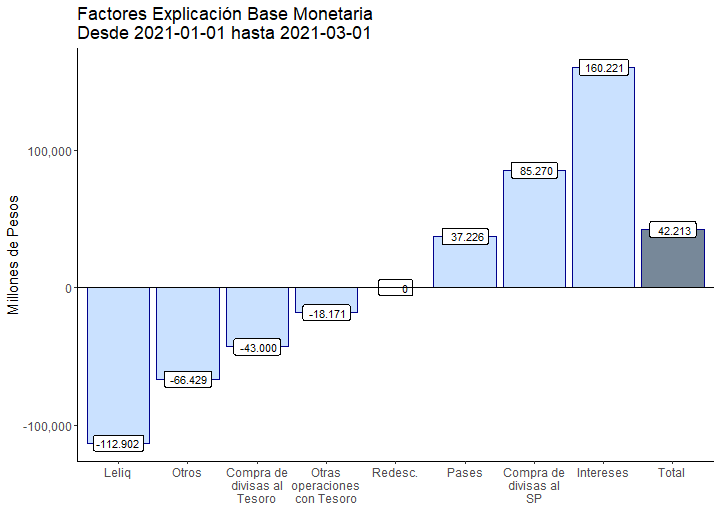 Factores Explicación Base Monetaria
Desde 2021-01-01 hasta 2021-03-01
Millones de Pesos
100,000
0
-100,000
-112.902
-66.429
-43.000
-18.171
0
37.226
85.270
160.221
42.213
Leliq
Otros
Compra de
divisas al
Tesoro
Otras
operaciones
con Tesoro
Redesc.
Pases
Compra de
divisas al
SP
Intereses
Total